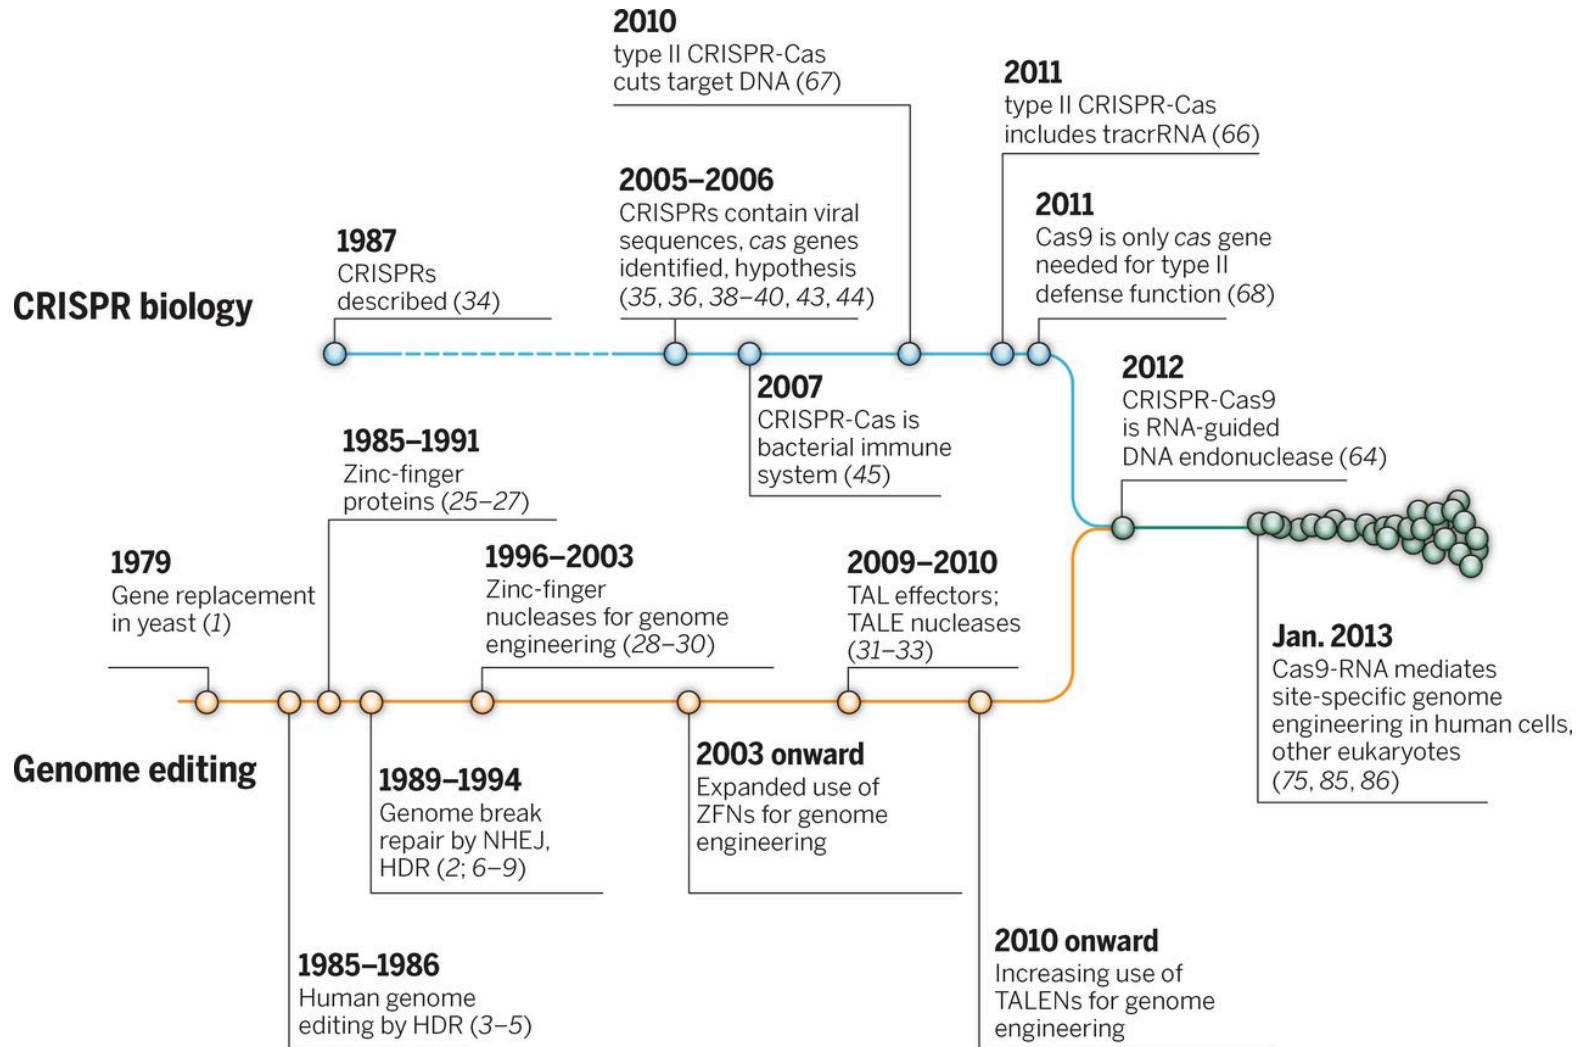 2010
type II CRISPR-Cas
cuts target DNA (67)
2011
type II CRISPR-Cas
includes tracrRNA (66)
2005–2006
CRISPRs contain viral
sequences, cas genes
identified, hypothesis
(35, 36, 38–40, 43, 44)
2011
Cas9 is only cas gene
needed for type II
defense function (68)
1987
CRISPRs
described (34)
CRISPR biology
2007
CRISPR-Cas is
bacterial immune
system (45)
2012
CRISPR-Cas9
is RNA-guided
DNA endonuclease (64)
1985–1991
Zinc-finger
proteins (25–27)
1979
Gene replacement
in yeast (1)
1996–2003
Zinc-finger
nucleases for genome
engineering (28–30)
2009–2010
TAL effectors;
TALE nucleases
(31–33)
Jan. 2013
Cas9-RNA mediates
site-specific genome
engineering in human cells,
other eukaryotes
(75, 85, 86)
Genome editing
1989–1994
Genome break
repair by NHEJ,
HDR (2; 6–9)
2003 onward
Expanded use of
ZFNs for genome
engineering
1985–1986
Human genome
editing by HDR (3–5)
2010 onward
Increasing use of
TALENs for genome
engineering